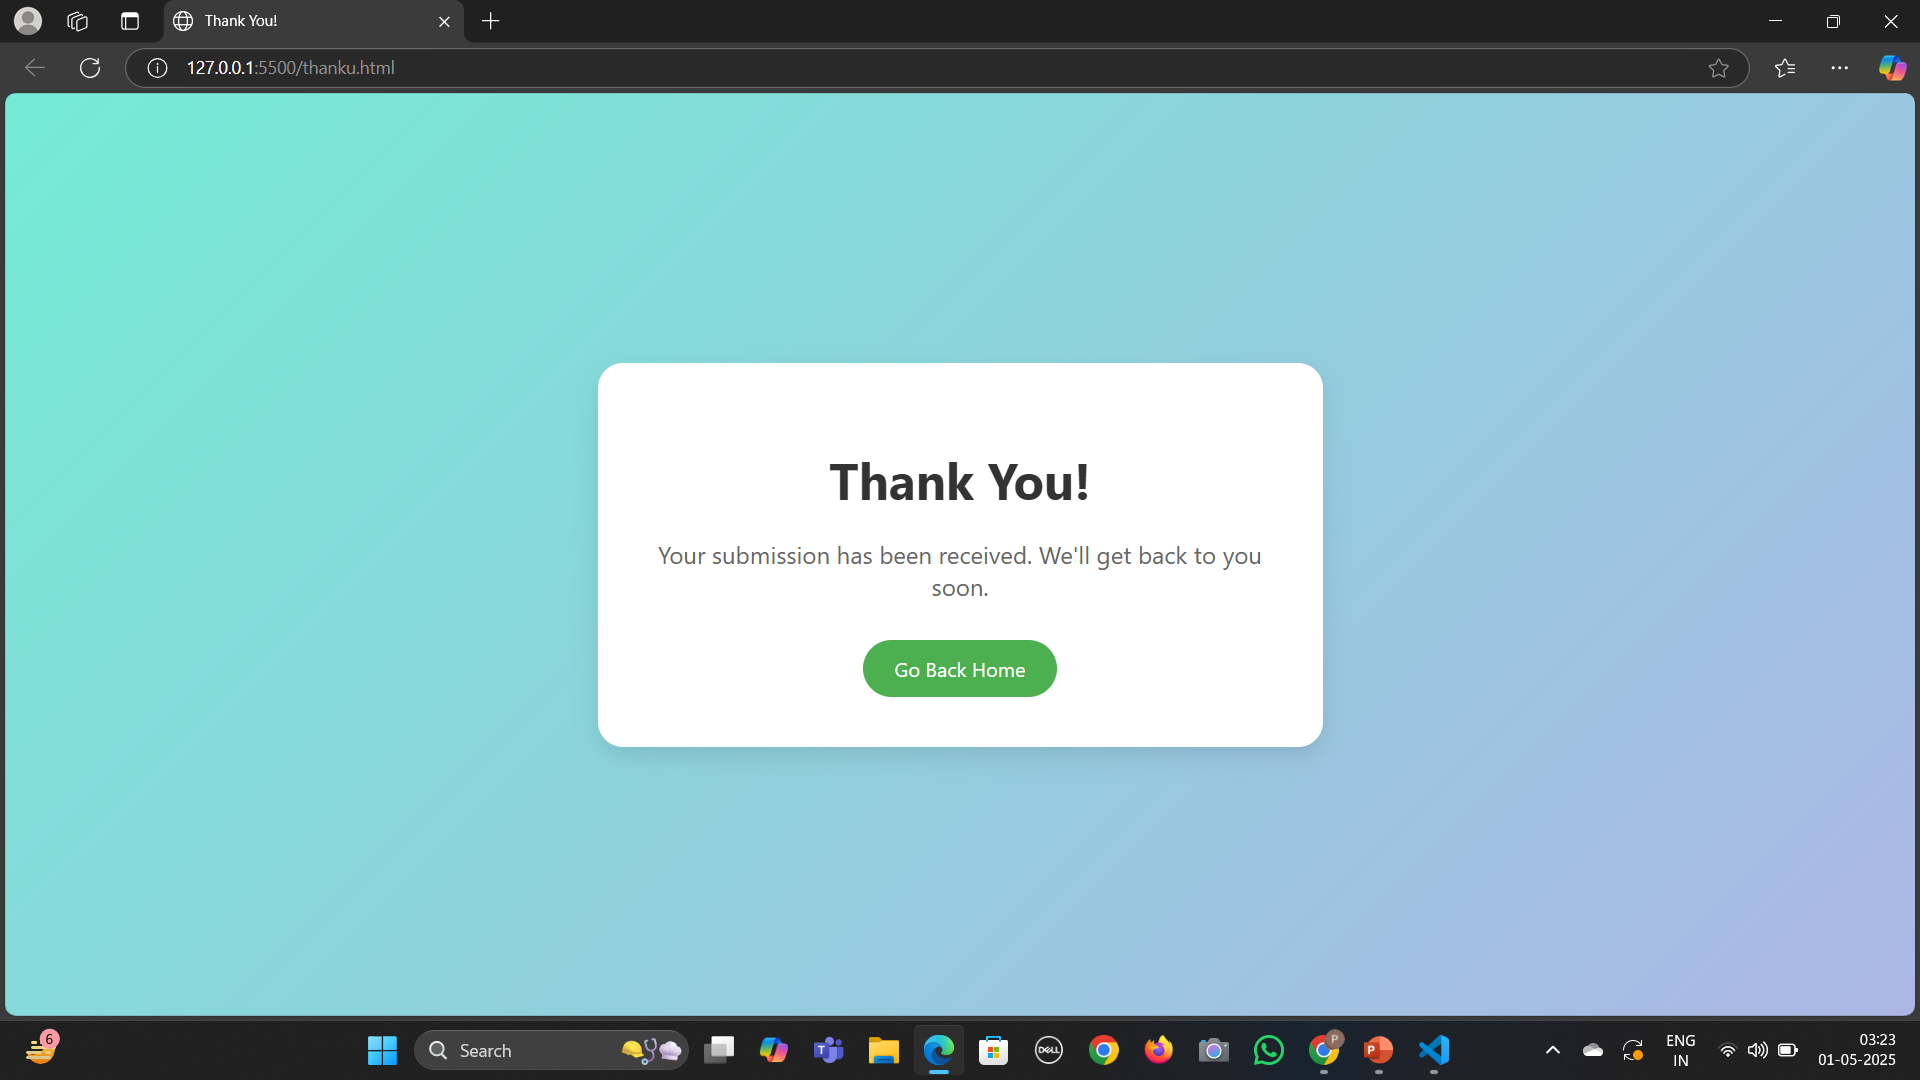 Thank You!
127.0.0.1:5500/thanku.html
Thank You!
Your submission has been received. We'll get back to you
soon.
Go Back Home
6
Search
T
DELL
P
P
ENG
IN
03:23
01-05-2025